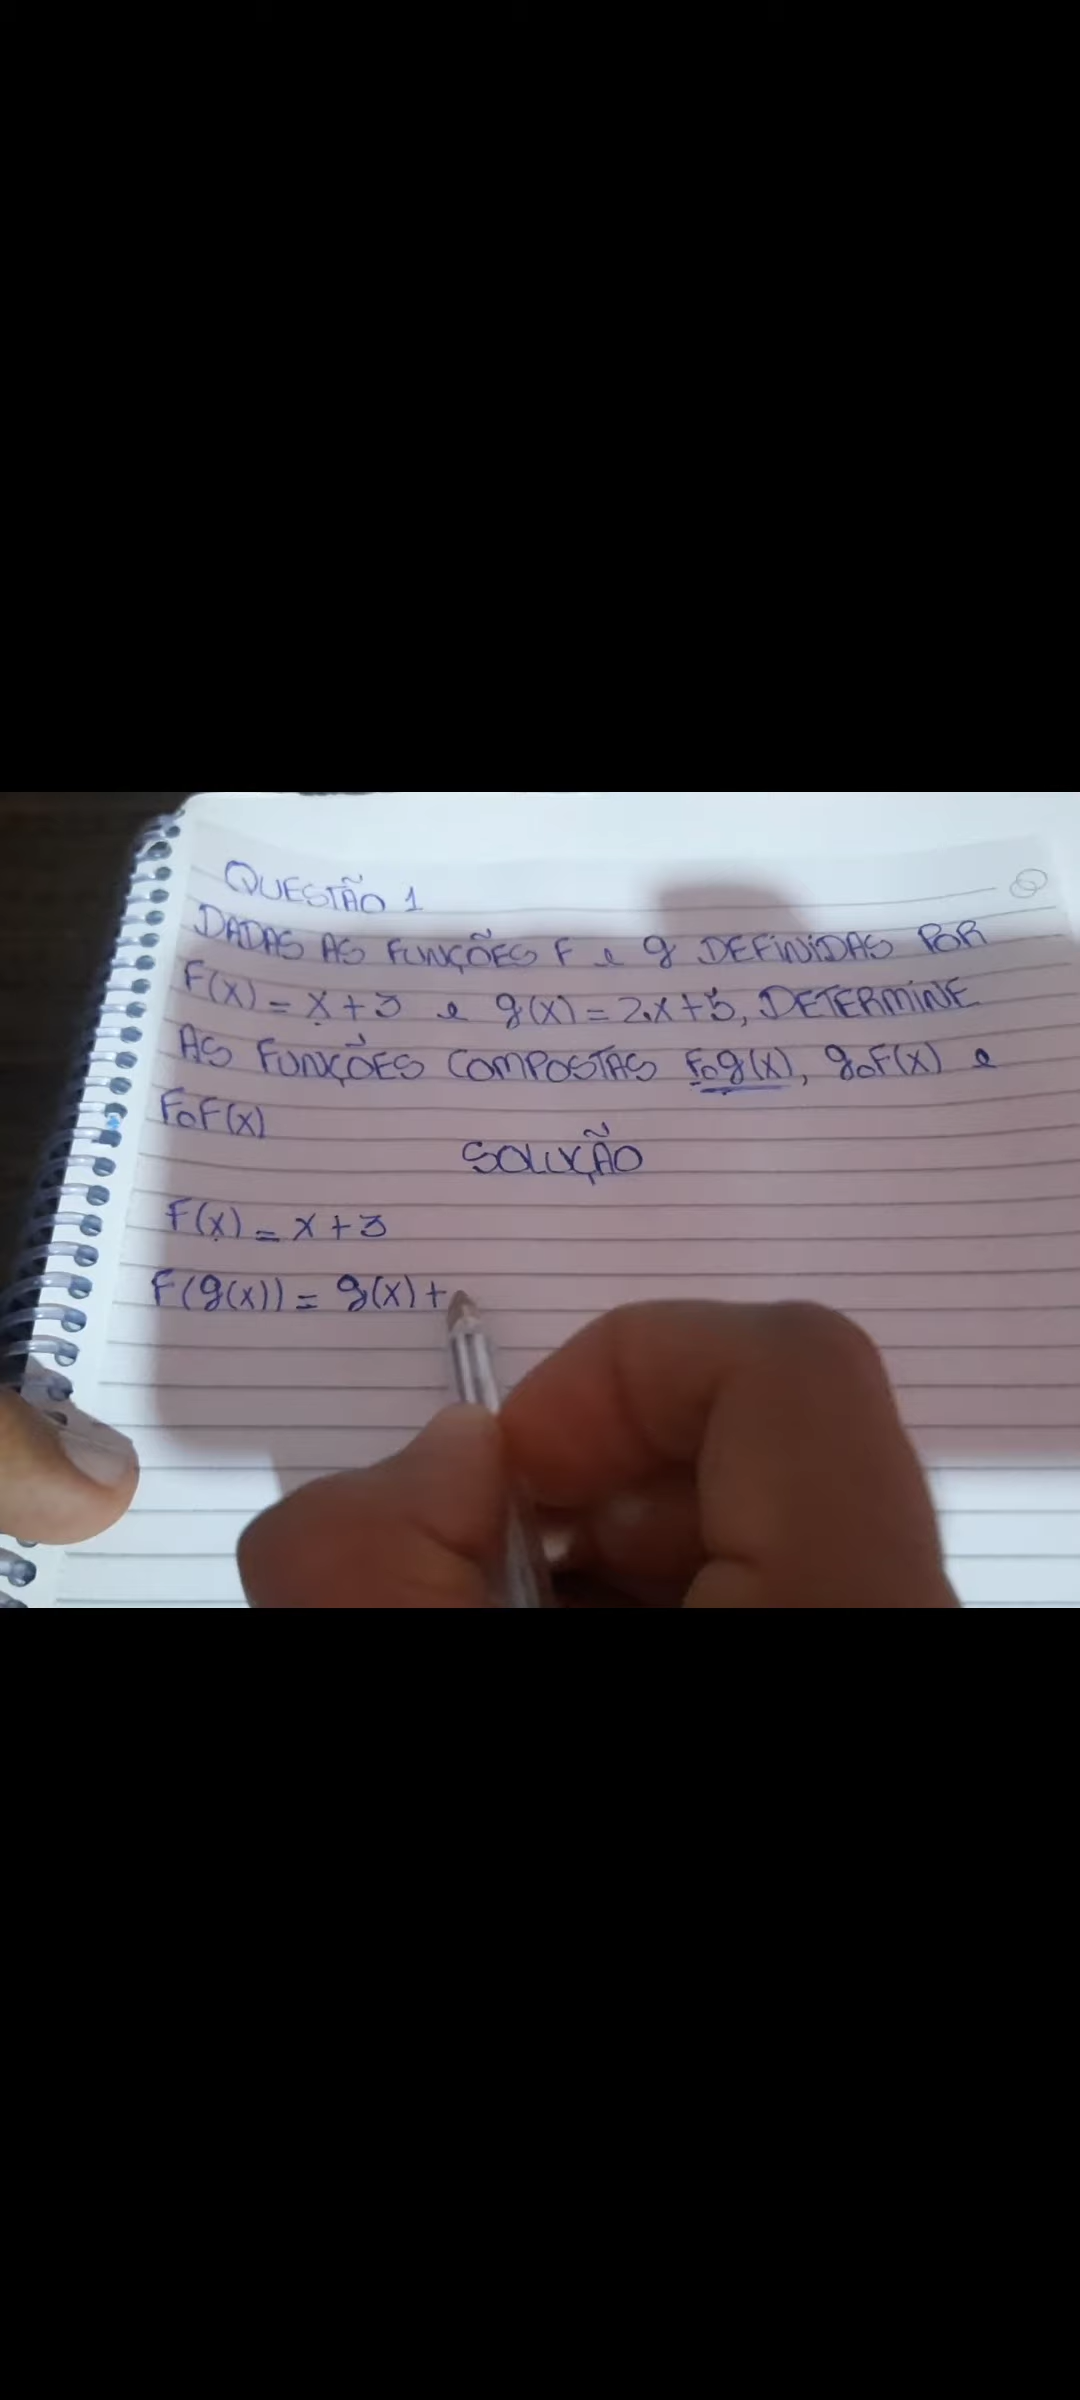 QUESTÃO 1
DADAS AS FUNÇÕES F e g DEFINIDAS POR
F(x) = x + 3 e g(x) = 2.x + 5, DETERMINE
AS FUNÇÕES COMPOSTAS Fog(x), goF(x) e
FoF(x)
SOLUÇÃO
F(x) = x + 3
F(g(x)) = g(x) +